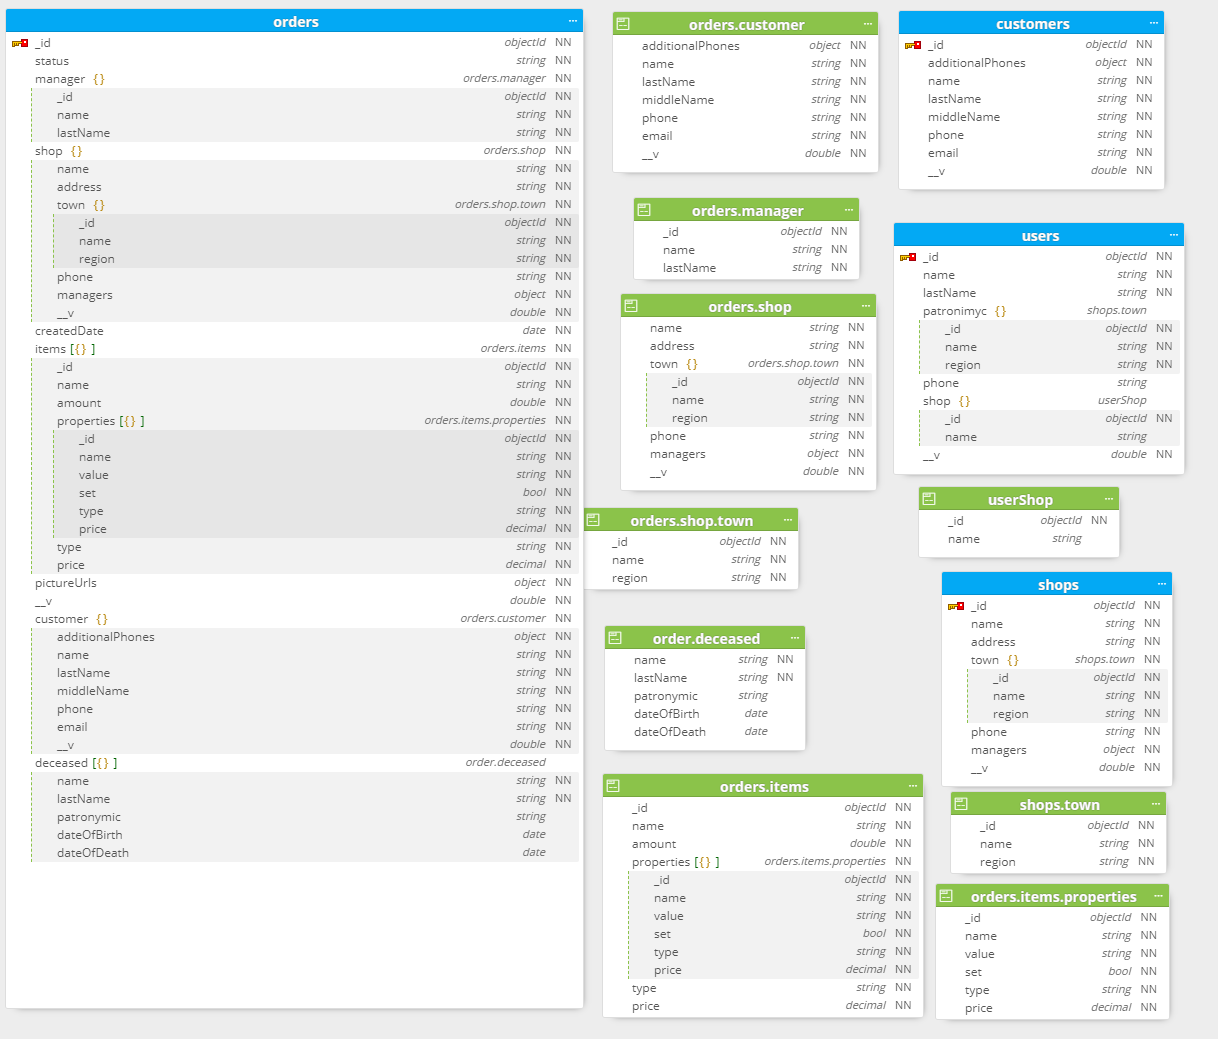 orders ...
_id objectId NN
status string NN
manager {} orders.manager NN
_id objectId NN
name string NN
lastName string NN
shop {} orders.shop NN
name string NN
address string NN
town {} orders.shop.town NN
_id objectId NN
name string NN
region string NN
phone string NN
managers object NN
__v double NN
createdDate date NN
items [{} ] orders.items NN
_id objectId NN
name string NN
amount double NN
properties [{} ] orders.items.properties NN
_id objectId NN
name string NN
value string NN
set bool NN
type string NN
price decimal NN
type string NN
price decimal NN
pictureUrls object NN
__v double NN
customer {} orders.customer NN
additionalPhones object NN
name string NN
lastName string NN
middleName string NN
phone string NN
email string NN
__v double NN
deceased [{} ] order.deceased
name string NN
lastName string NN
patronymic string
dateOfBirth date
dateOfDeath date
orders.customer ...
additionalPhones object NN
name string NN
lastName string NN
middleName string NN
phone string NN
email string NN
__v double NN
orders.manager ...
_id objectId NN
name string NN
lastName string NN
orders.shop ...
name string NN
address string NN
town {} orders.shop.town NN
_id objectId NN
name string NN
region string NN
phone string NN
managers object NN
__v double NN
orders.shop.town ...
_id objectId NN
name string NN
region string NN
order.deceased ...
name string NN
lastName string NN
patronymic string
dateOfBirth date
dateOfDeath date
orders.items ...
_id objectId NN
name string NN
amount double NN
properties [{} ] orders.items.properties NN
_id objectId NN
name string NN
value string NN
set bool NN
type string NN
price decimal NN
type string NN
price decimal NN
customers ...
_id objectId NN
additionalPhones object NN
name string NN
lastName string NN
middleName string NN
phone string NN
email string NN
__v double NN
users ...
_id objectId NN
name string NN
lastName string NN
patronimyc {} shops.town
_id objectId NN
name string NN
region string NN
phone string
shop {} userShop
_id objectId NN
name string
__v double NN
userShop ...
_id objectId NN
name string
shops ...
_id objectId NN
name string NN
address string NN
town {} shops.town NN
_id objectId NN
name string NN
region string NN
phone string NN
managers object NN
__v double NN
shops.town ...
_id objectId NN
name string NN
region string NN
orders.items.properties ...
_id objectId NN
name string NN
value string NN
set bool NN
type string NN
price decimal NN